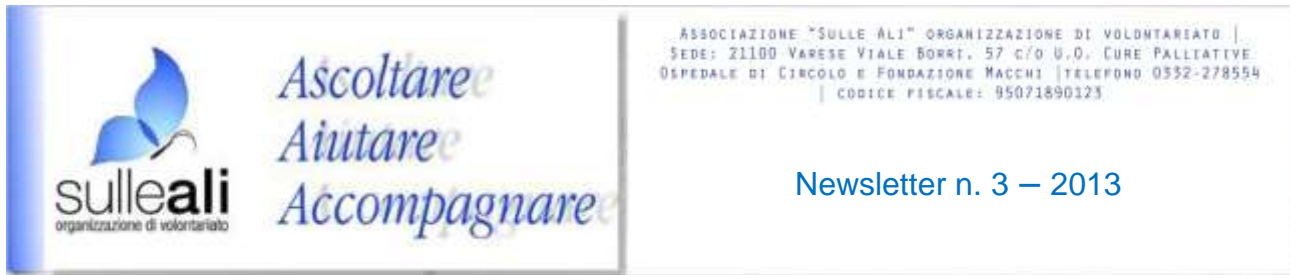 sulleali
organizzazione di volontariato
Ascoltare
Aiutare
Accompagnare
ASSOCIAZIONE "SULLE ALI" ORGANIZZAZIONE DI VOLONTARIATO |
SEDE: 21100 VARESE VIALE BORRI, 57 C/O U.O. CURE PALLIATIVE
OSPEDALE DI CIRCOLO E FONDAZIONE MACCHI |TELEFONO 0332-278554
| CODICE FISCALE: 95071890123
Newsletter n. 3 – 2013